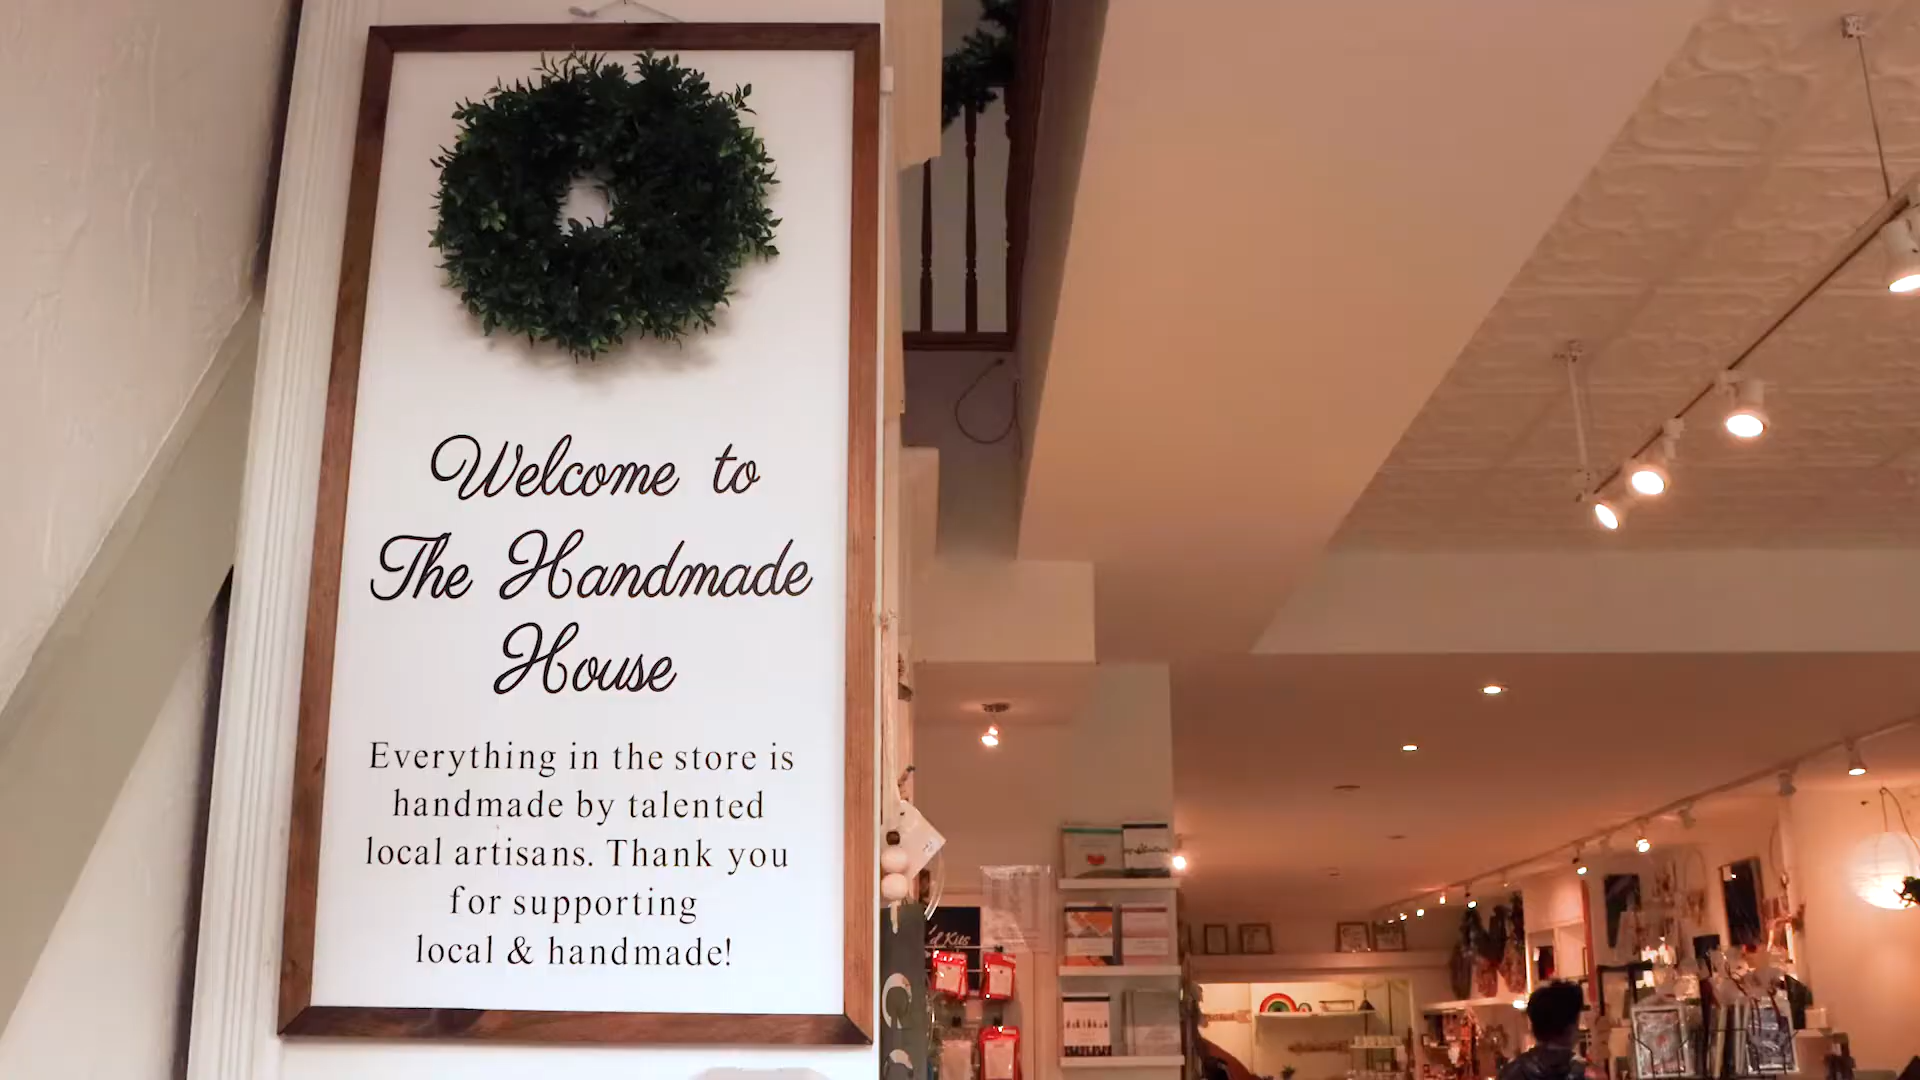 Welcome to
The Handmade
House
Everything in the store is
handmade by talented
local artisans. Thank you
for supporting
local & handmade!